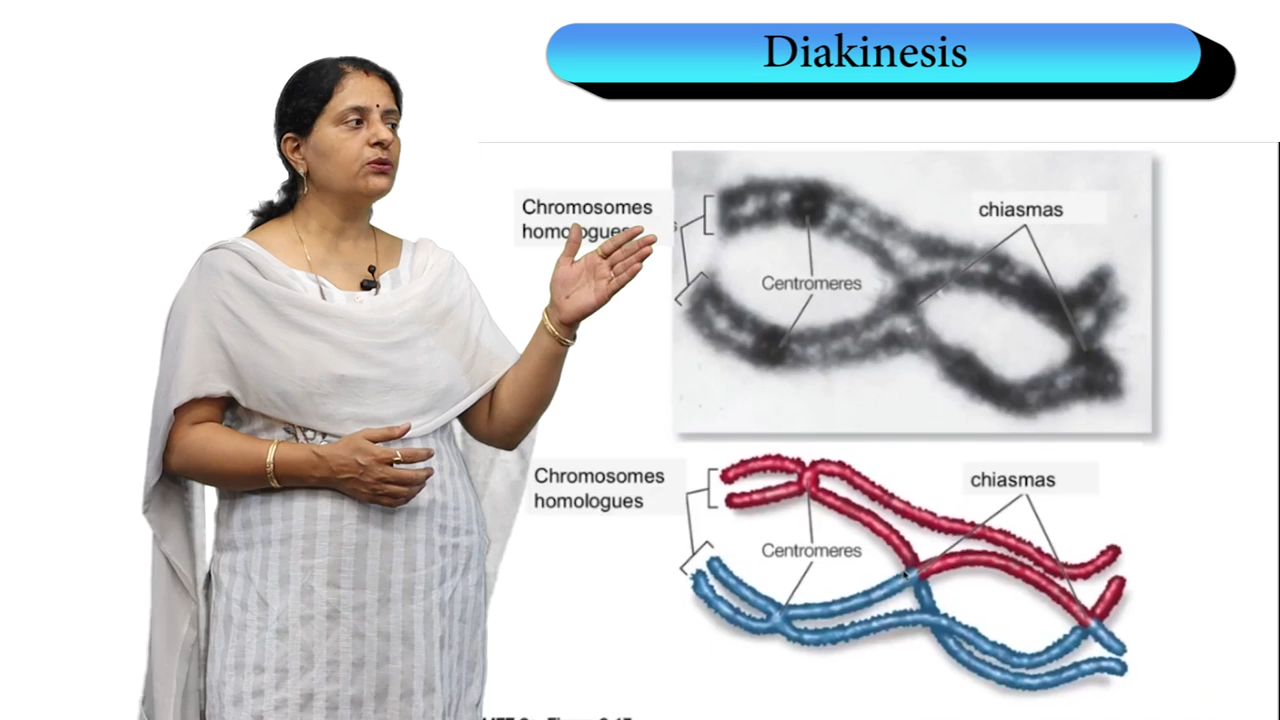 Diakinesis
Chromosomes
homologues
chiasmas
Centromeres
Chromosomes
homologues
chiasmas
Centromeres